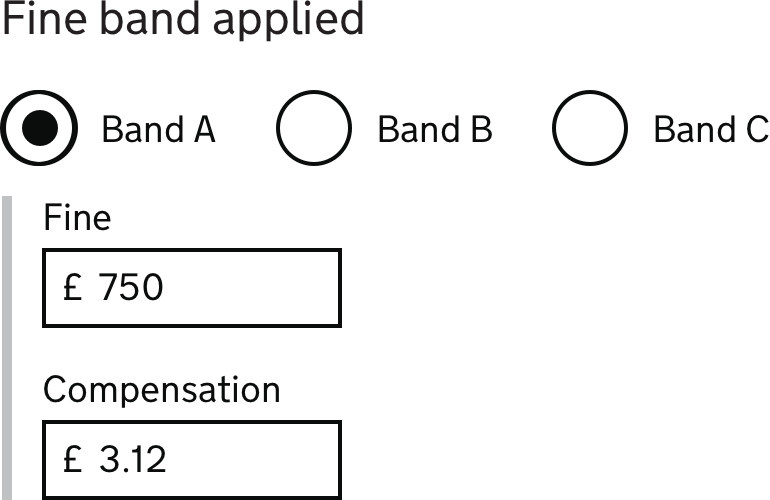 Fine band applied
Band A Band B Band C
Fine
£ 750
Compensation
£ 3.12